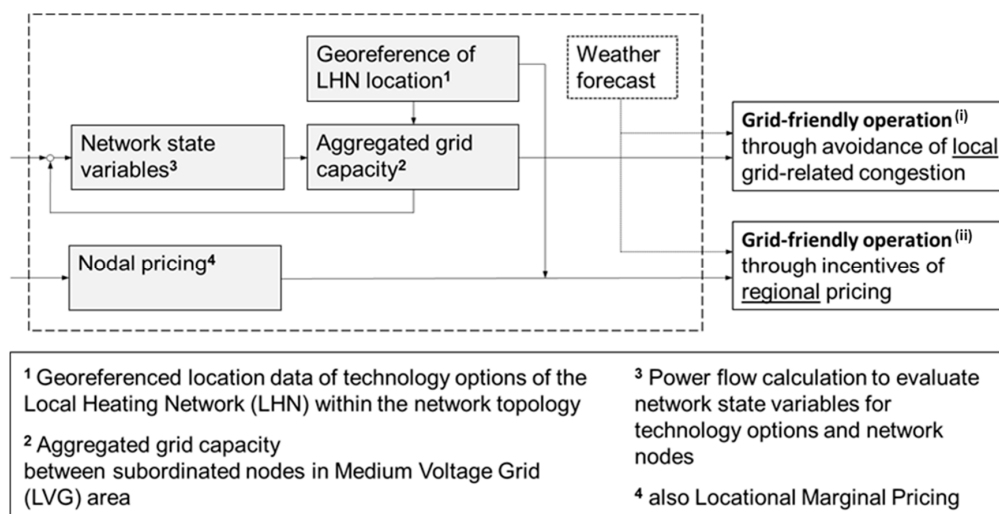 Georeference of
LHN location¹
Weather
forecast
Network state
variables³
Aggregated grid
capacity²
Grid-friendly operation⁽ⁱ⁾
through avoidance of local
grid-related congestion
Nodal pricing⁴
Grid-friendly operation⁽ⁱⁱ⁾
through incentives of
regional pricing
¹ Georeferenced location data of technology options of the
Local Heating Network (LHN) within the network topology
² Aggregated grid capacity
between subordinated nodes in Medium Voltage Grid
(LVG) area
³ Power flow calculation to evaluate
network state variables for
technology options and network
nodes
⁴ also Locational Marginal Pricing